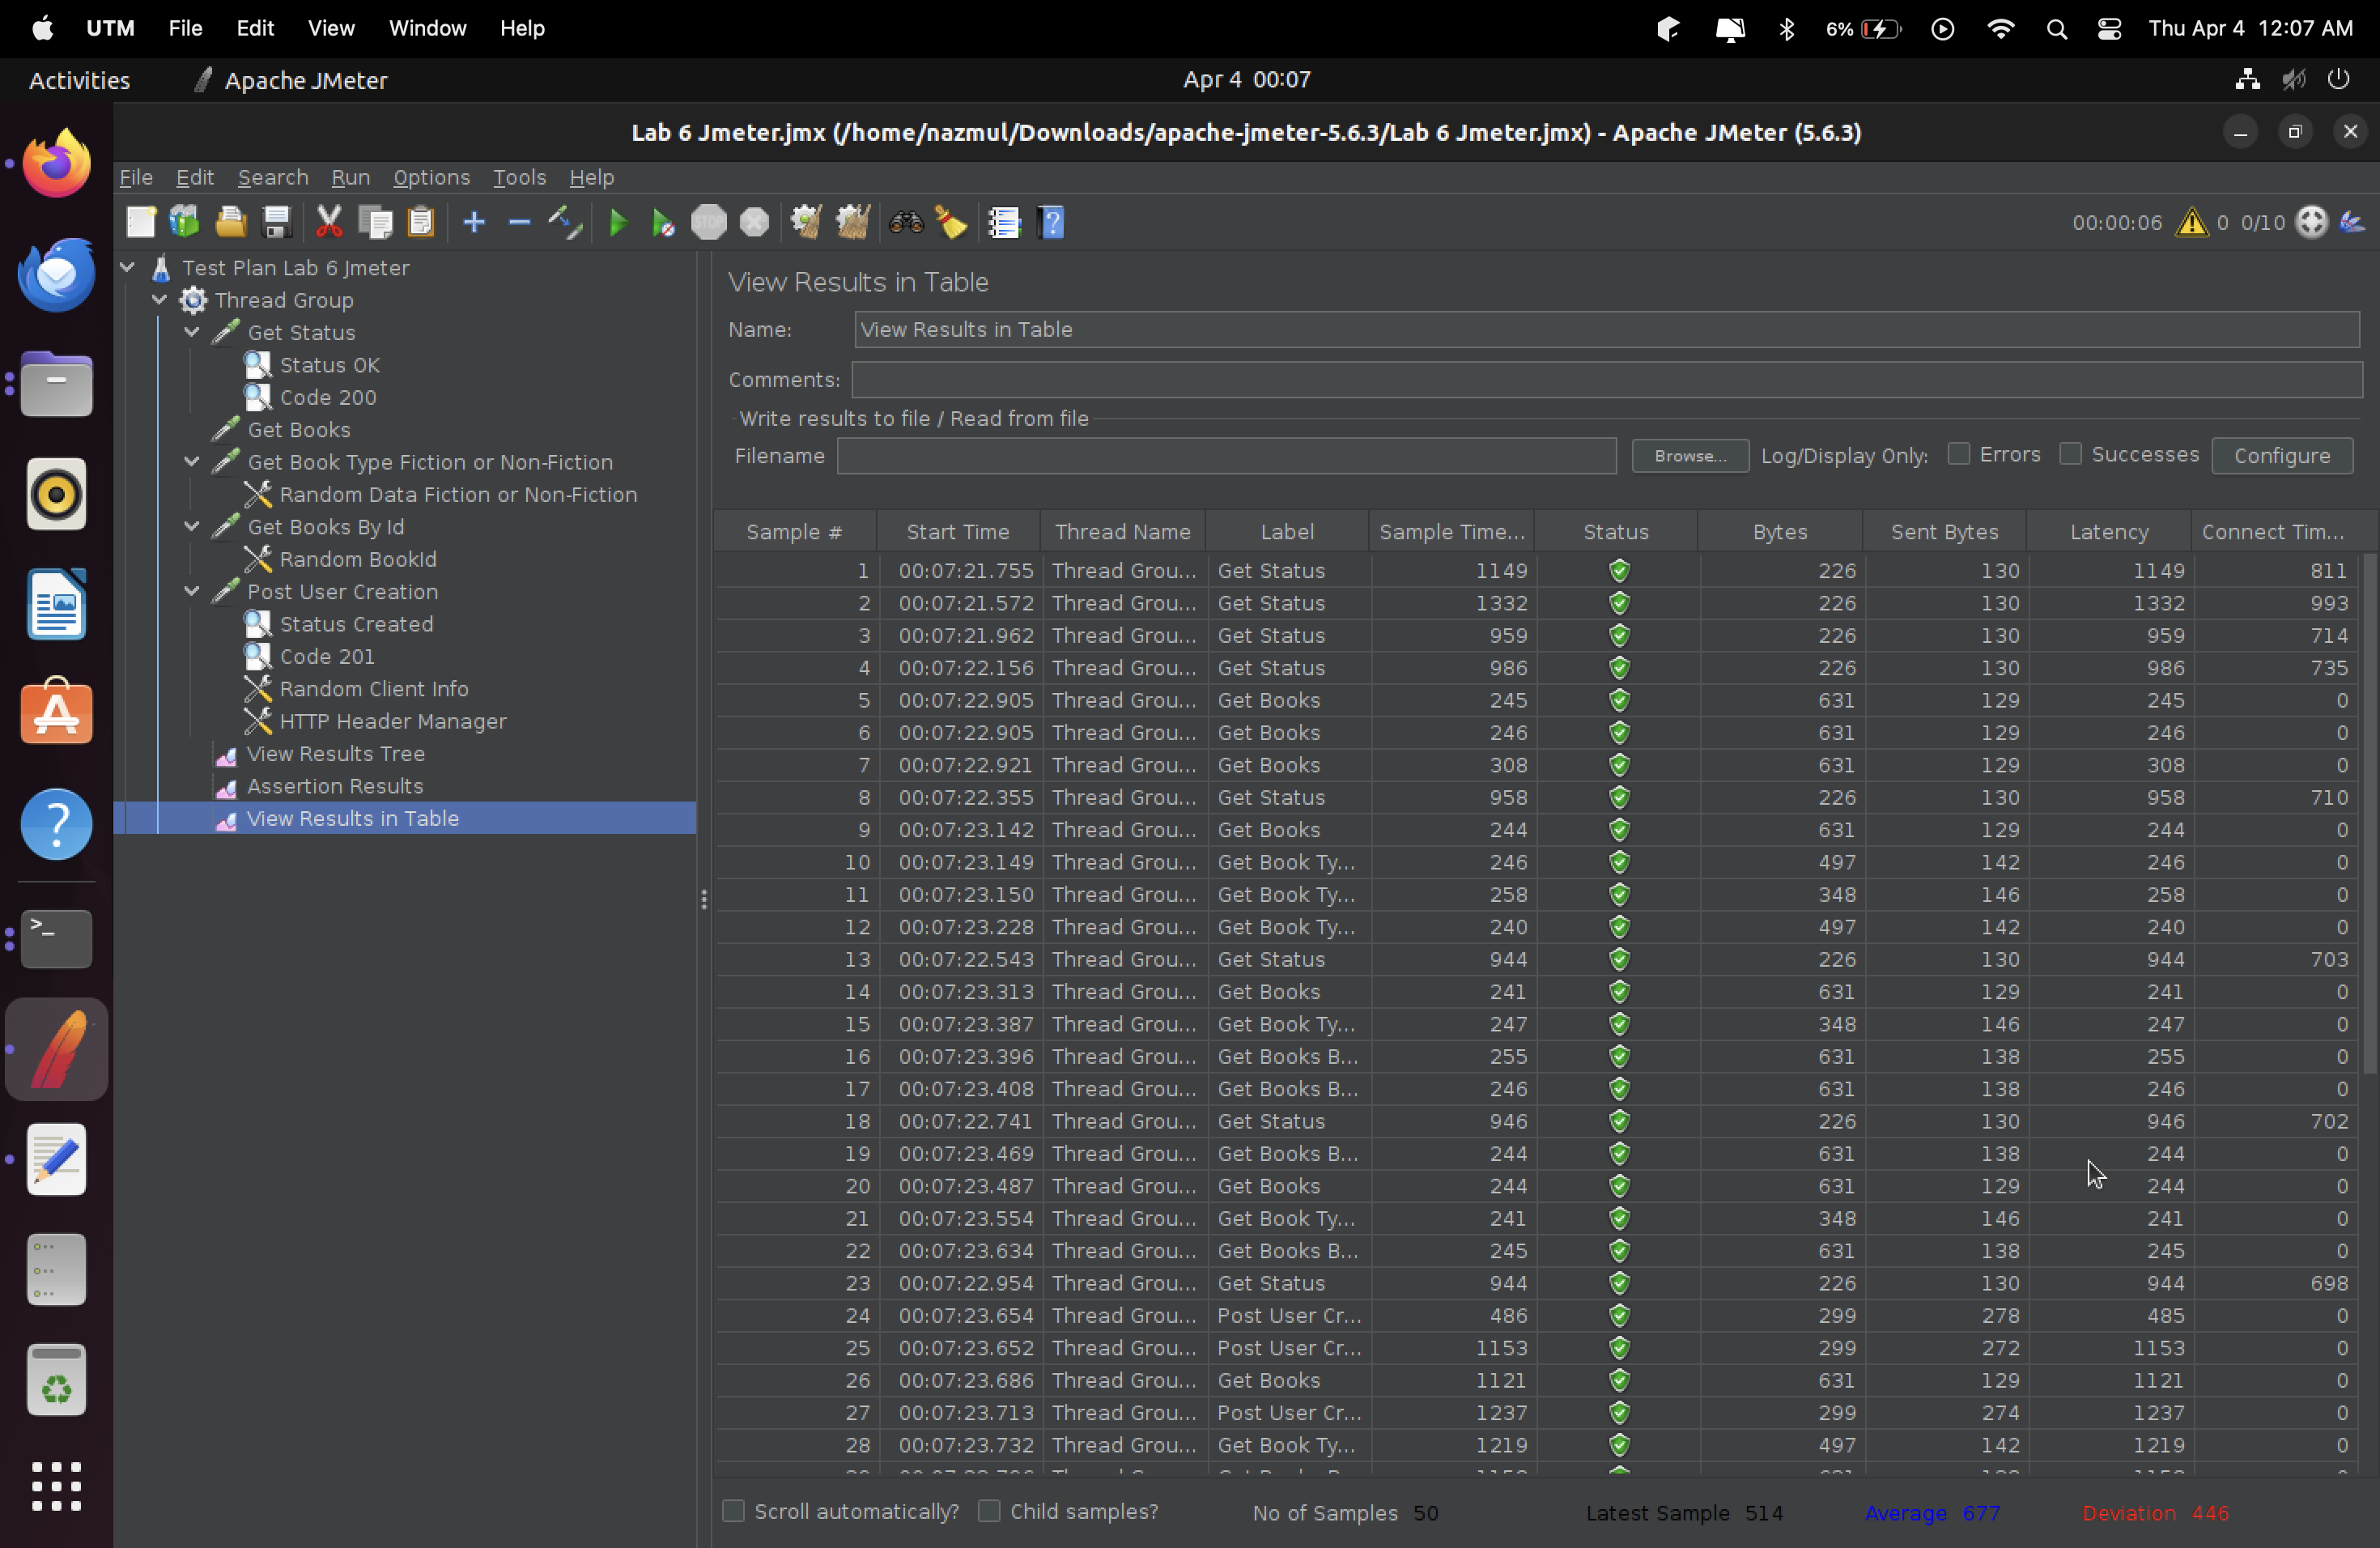 UTM File Edit View Window Help 6% Thu Apr 4 12:07 AM
Activities Apache JMeter Apr 4 00:07
Lab 6 Jmeter.jmx (/home/nazmul/Downloads/apache-jmeter-5.6.3/Lab 6 Jmeter.jmx) - Apache JMeter (5.6.3)
File Edit Search Run Options Tools Help
STOP 00:00:06 0 0/10
Test Plan Lab 6 Jmeter
Thread Group
Get Status
Status OK
Code 200
Get Books
Get Book Type Fiction or Non-Fiction
Random Data Fiction or Non-Fiction
Get Books By Id
Random BookId
Post User Creation
Status Created
Code 201
Random Client Info
HTTP Header Manager
View Results Tree
Assertion Results
View Results in Table
View Results in Table
Name: View Results in Table
Comments:
Write results to file / Read from file
Filename Browse... Log/Display Only: Errors Successes Configure
Sample # Start Time Thread Name Label Sample Time... Status Bytes Sent Bytes Latency Connect Tim...
1 00:07:21.755 Thread Grou... Get Status 1149 226 130 1149 811
2 00:07:21.572 Thread Grou... Get Status 1332 226 130 1332 993
3 00:07:21.962 Thread Grou... Get Status 959 226 130 959 714
4 00:07:22.156 Thread Grou... Get Status 986 226 130 986 735
5 00:07:22.905 Thread Grou... Get Books 245 631 129 245 0
6 00:07:22.905 Thread Grou... Get Books 246 631 129 246 0
7 00:07:22.921 Thread Grou... Get Books 308 631 129 308 0
8 00:07:22.355 Thread Grou... Get Status 958 226 130 958 710
9 00:07:23.142 Thread Grou... Get Books 244 631 129 244 0
10 00:07:23.149 Thread Grou... Get Book Ty... 246 497 142 246 0
11 00:07:23.150 Thread Grou... Get Book Ty... 258 348 146 258 0
12 00:07:23.228 Thread Grou... Get Book Ty... 240 497 142 240 0
13 00:07:22.543 Thread Grou... Get Status 944 226 130 944 703
14 00:07:23.313 Thread Grou... Get Books 241 631 129 241 0
15 00:07:23.387 Thread Grou... Get Book Ty... 247 348 146 247 0
16 00:07:23.396 Thread Grou... Get Books B... 255 631 138 255 0
17 00:07:23.408 Thread Grou... Get Books B... 246 631 138 246 0
18 00:07:22.741 Thread Grou... Get Status 946 226 130 946 702
19 00:07:23.469 Thread Grou... Get Books B... 244 631 138 244 0
20 00:07:23.487 Thread Grou... Get Books 244 631 129 244 0
21 00:07:23.554 Thread Grou... Get Book Ty... 241 348 146 241 0
22 00:07:23.634 Thread Grou... Get Books B... 245 631 138 245 0
23 00:07:22.954 Thread Grou... Get Status 944 226 130 944 698
24 00:07:23.654 Thread Grou... Post User Cr... 486 299 278 485 0
25 00:07:23.652 Thread Grou... Post User Cr... 1153 299 272 1153 0
26 00:07:23.686 Thread Grou... Get Books 1121 631 129 1121 0
27 00:07:23.713 Thread Grou... Post User Cr... 1237 299 274 1237 0
28 00:07:23.732 Thread Grou... Get Book Ty... 1219 497 142 1219 0
Scroll automatically? Child samples? No of Samples 50 Latest Sample 514 Average 677 Deviation 446